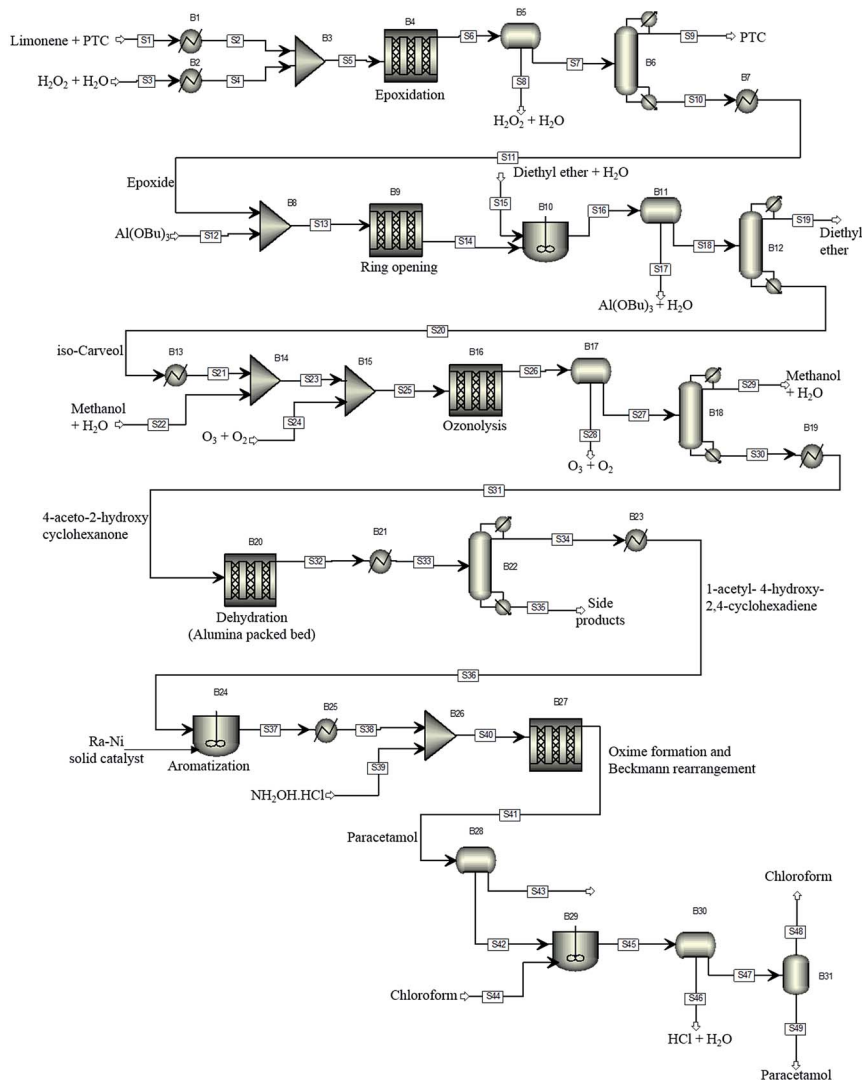 B1
B4
B5
Limonene + PTC
S1
S2
B3
S6
S9
PTC
B2
S5
S7
B6
H₂O₂ + H₂O
S3
S4
S8
Epoxidation
B7
S10
H₂O₂ + H₂O
S11
Epoxide
Diethyl ether + H₂O
B8
B9
S15
B10
B11
S16
S19
Al(OBu)₃
S12
S13
S14
S18
B12
Diethyl
ether
Ring opening
S17
Al(OBu)₃ + H₂O
S20
iso-Carveol
B13
B14
B15
B16
B17
S21
S23
S26
S29
Methanol
+ H₂O
Methanol
+ H₂O
S22
S24
S25
S27
B18
O₃ + O₂
Ozonolysis
S28
B19
S30
O₃ + O₂
S31
4-aceto-2-hydroxy
cyclohexanone
B20
B21
B23
S32
S33
B22
S34
1-acetyl- 4-hydroxy-
2,4-cyclohexadiene
Dehydration
(Alumina packed bed)
S35
Side
products
S36
B24
B25
B26
B27
Ra-Ni
solid catalyst
S37
S38
S40
Aromatization
S39
Oxime formation and
Beckmann rearrangement
NH₂OH.HCl
S41
Paracetamol
B28
S43
Chloroform
B29
B30
S48
S42
S45
S47
B31
Chloroform
S44
S46
S49
HCl + H₂O
Paracetamol